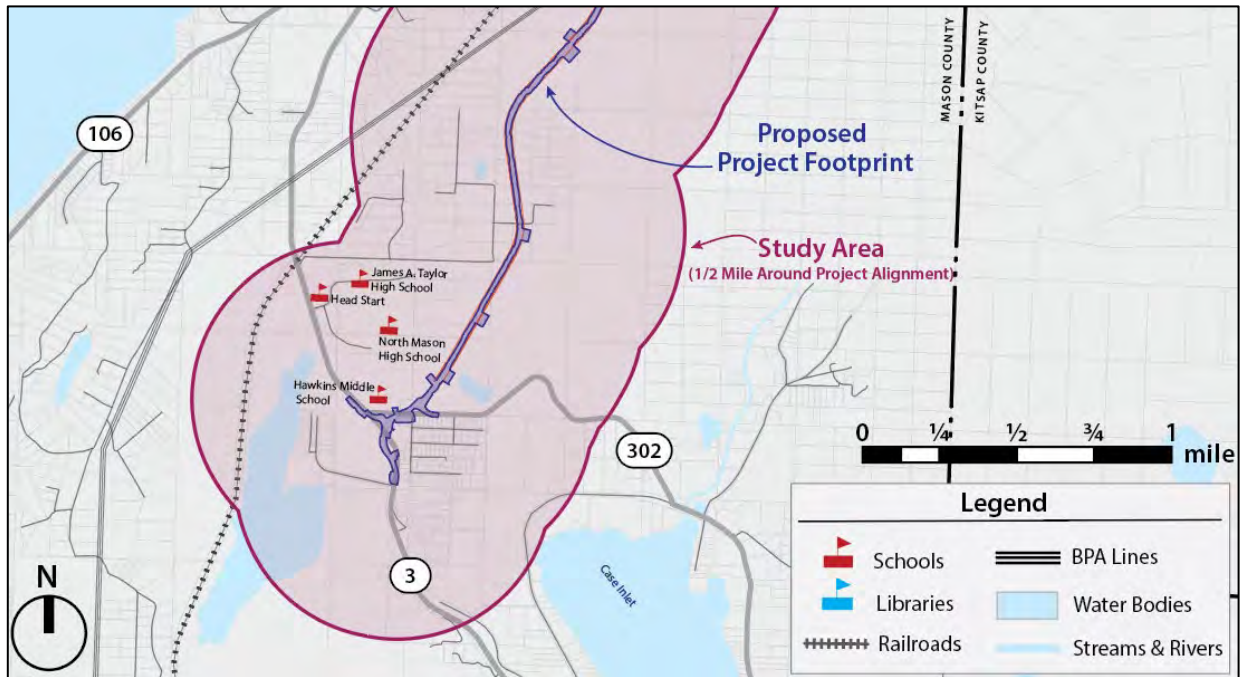 MASON COUNTY
KITSAP COUNTY
106
Proposed
Project Footprint
Study Area
(1/2 Mile Around Project Alignment)
James A. Taylor
High School
Head Start
North Mason
High School
Hawkins Middle
School
302
3
Case Inlet
0 1/4 1/2 3/4 1
mile
N
Legend
Schools
Libraries
Railroads
BPA Lines
Water Bodies
Streams & Rivers